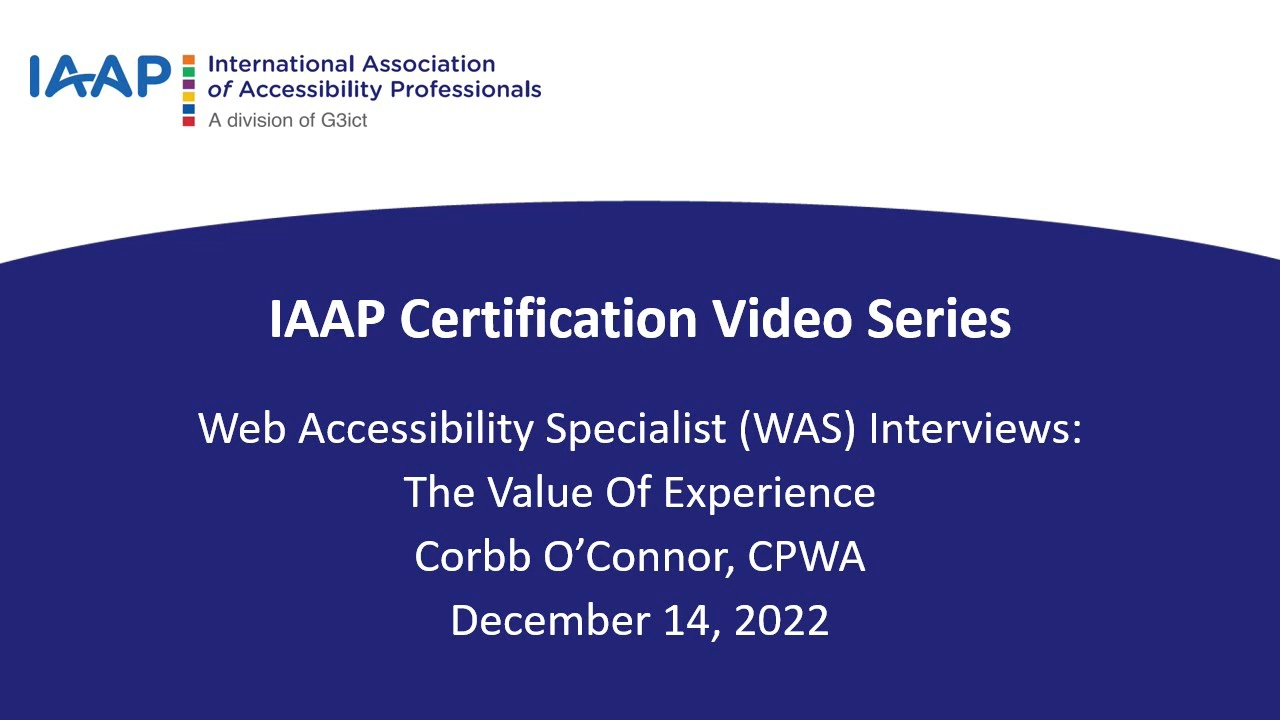 IAAP
International Association
of Accessibility Professionals
A division of G3ict
IAAP Certification Video Series
Web Accessibility Specialist (WAS) Interviews:
The Value Of Experience
Corbb O’Connor, CPWA
December 14, 2022